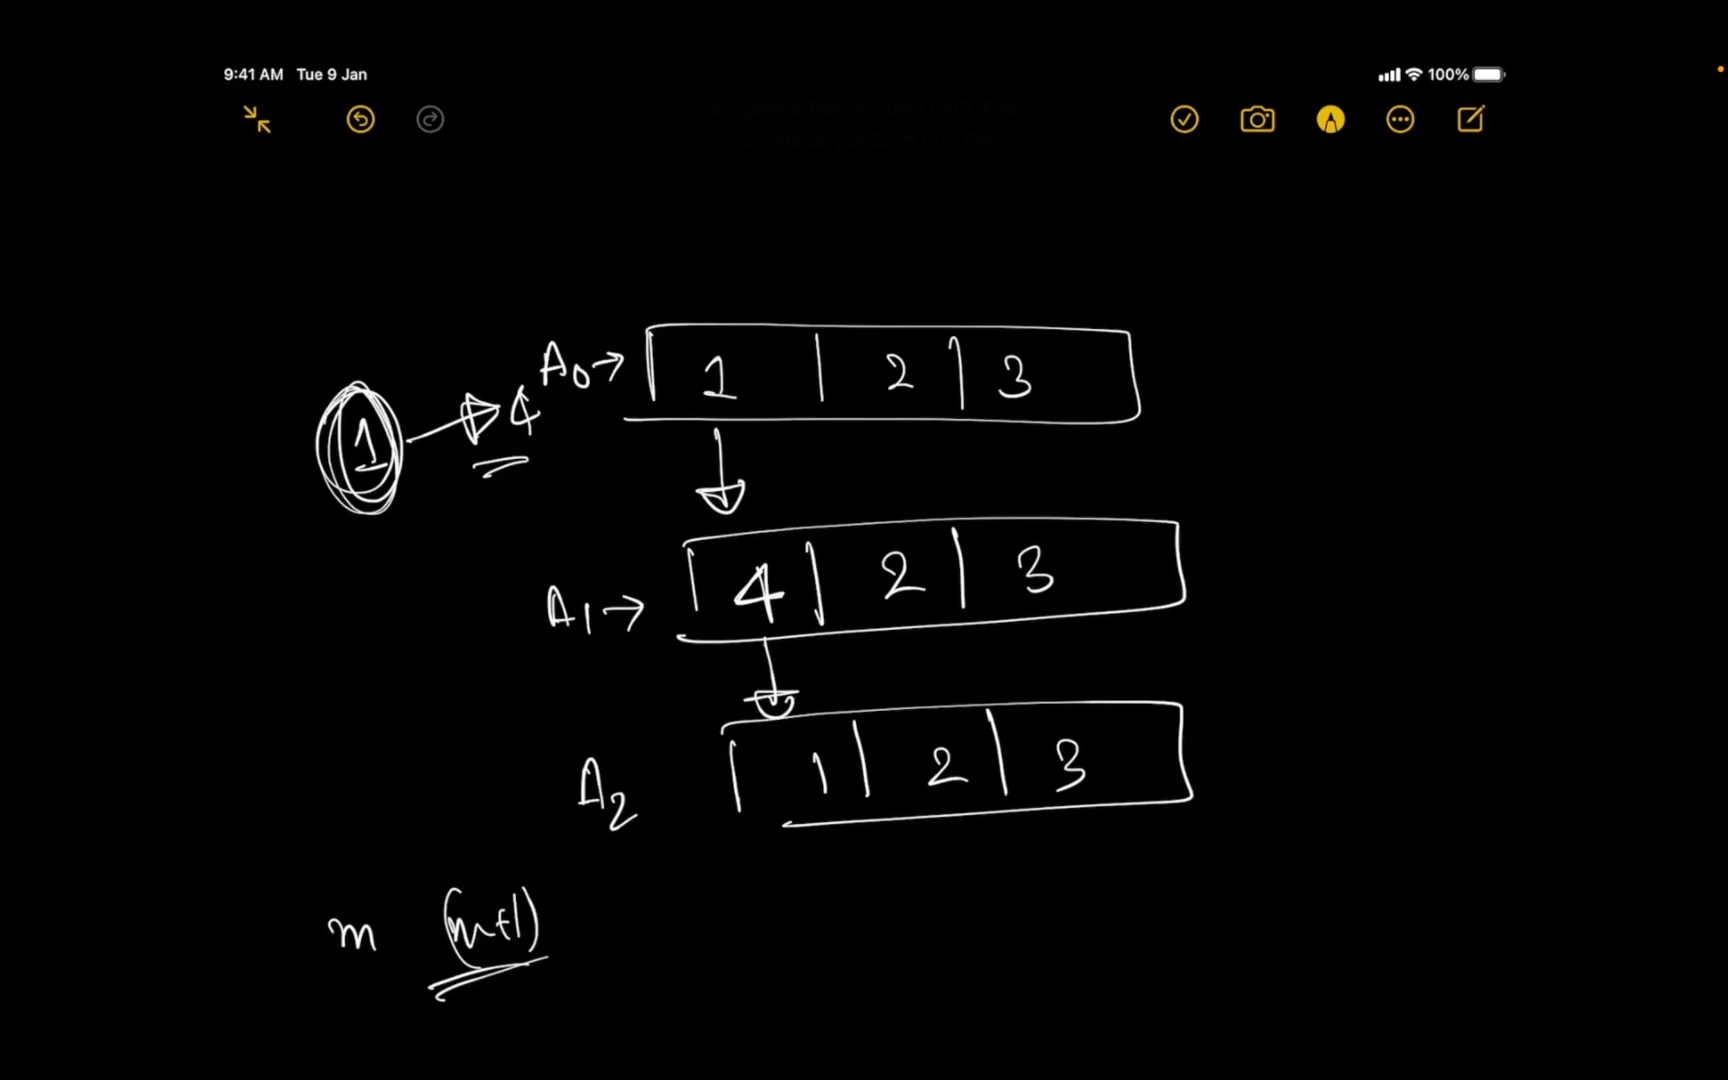 9:41 AM Tue 9 Jan 100%
A0→ 1 2 3
1 → 4
A1→ 4 2 3
A2 1 2 3
m (m+1)